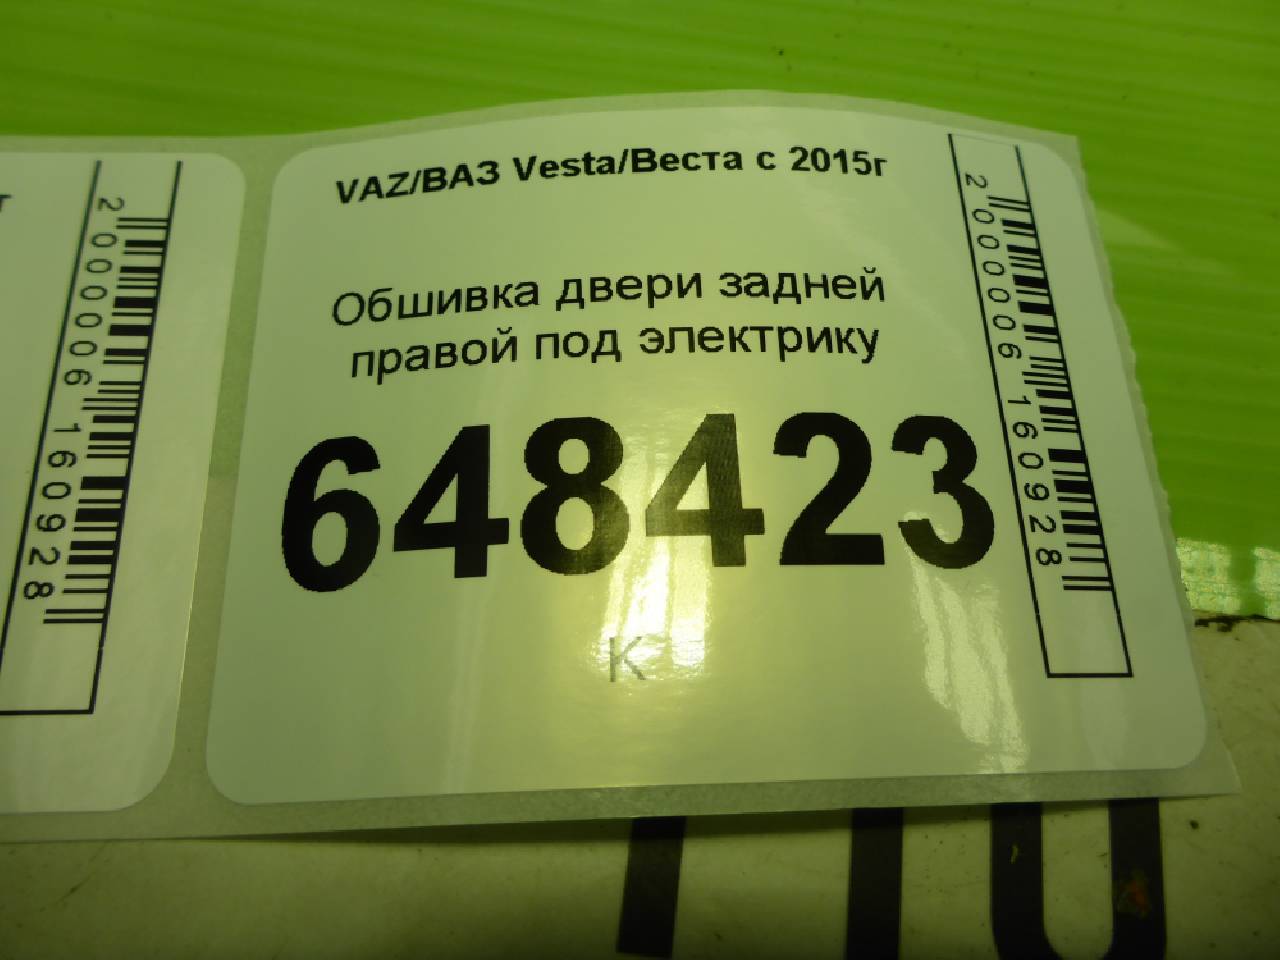 VAZ/ВАЗ Vesta/Веста с 2015г
Обшивка двери задней
правой под электрику
648423
К
2000006160928
2000006160928